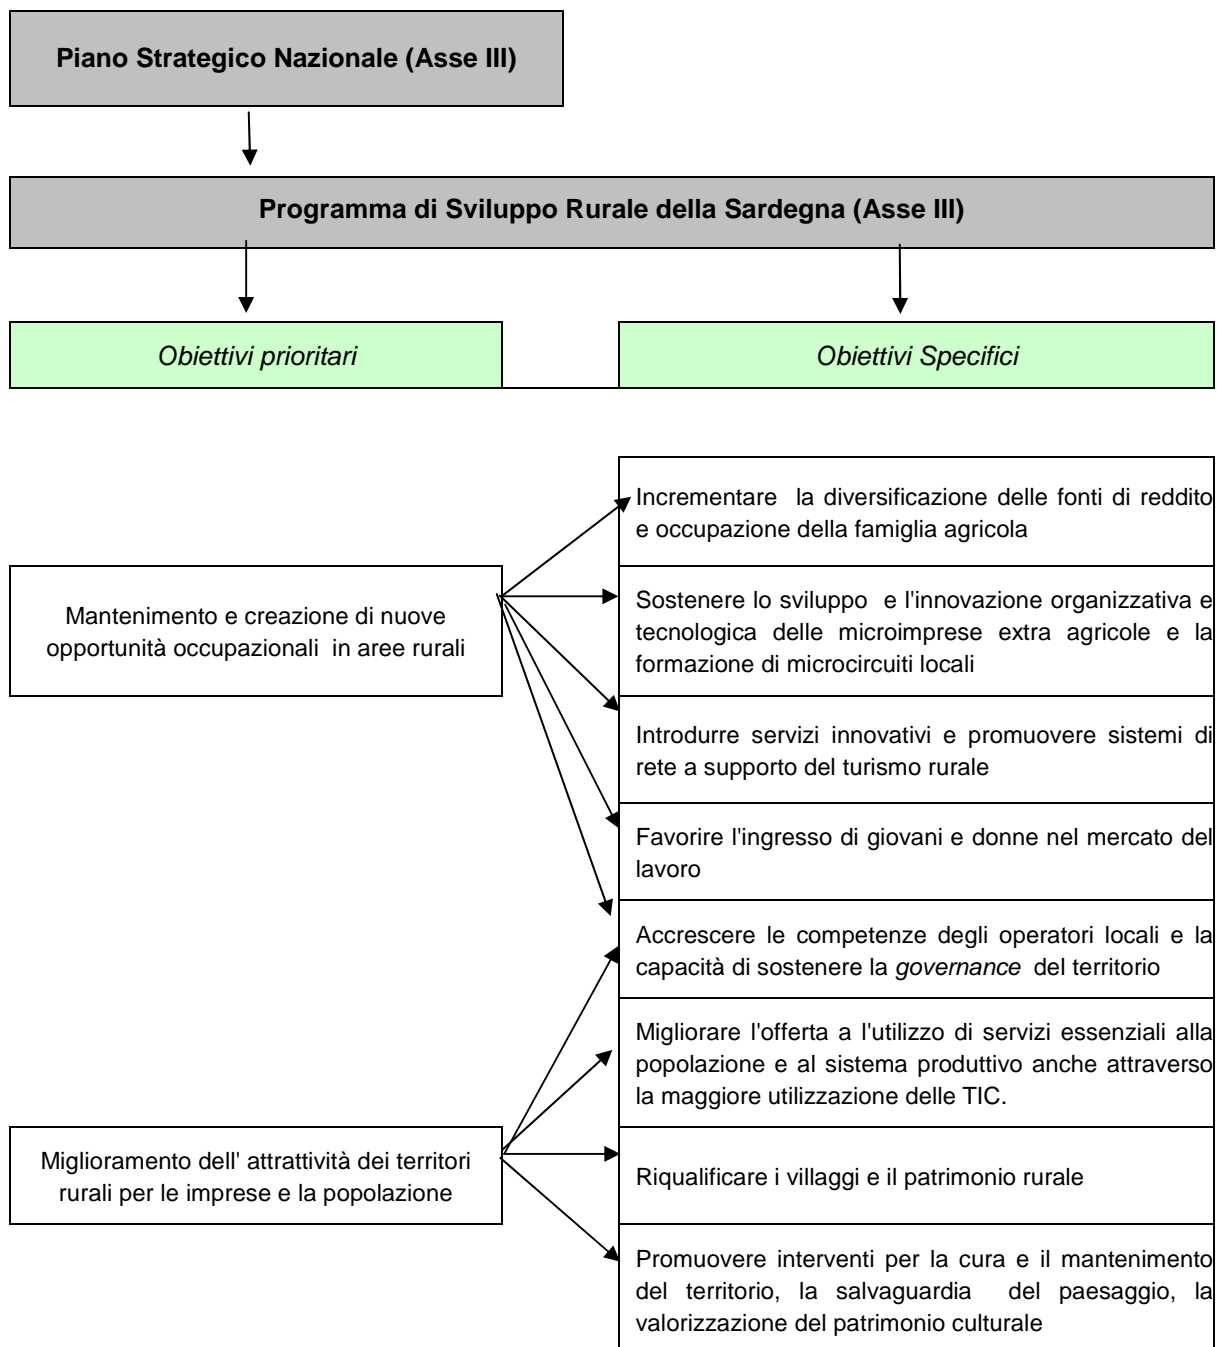 Piano Strategico Nazionale (Asse III)
Programma di Sviluppo Rurale della Sardegna (Asse III)
Obiettivi prioritari
Obiettivi Specifici
Incrementare la diversificazione delle fonti di reddito
e occupazione della famiglia agricola
Mantenimento e creazione di nuove
opportunità occupazionali in aree rurali
Sostenere lo sviluppo e l'innovazione organizzativa e
tecnologica delle microimprese extra agricole e la
formazione di microcircuiti locali
Introdurre servizi innovativi e promuovere sistemi di
rete a supporto del turismo rurale
Favorire l'ingresso di giovani e donne nel mercato del
lavoro
Accrescere le competenze degli operatori locali e la
capacità di sostenere la governance del territorio
Migliorare l'offerta a l'utilizzo di servizi essenziali alla
popolazione e al sistema produttivo anche attraverso
la maggiore utilizzazione delle TIC.
Miglioramento dell' attrattività dei territori
rurali per le imprese e la popolazione
Riqualificare i villaggi e il patrimonio rurale
Promuovere interventi per la cura e il mantenimento
del territorio, la salvaguardia del paesaggio, la
valorizzazione del patrimonio culturale